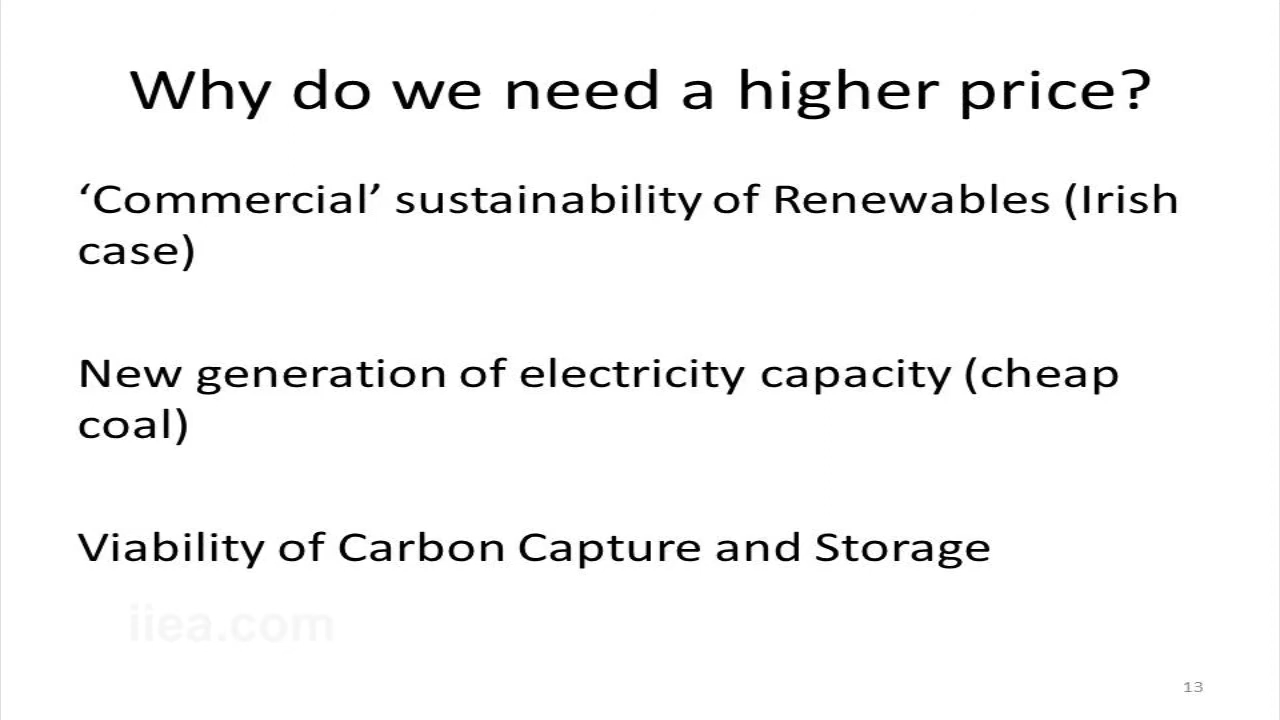 Why do we need a higher price?
‘Commercial’ sustainability of Renewables (Irish
case)
New generation of electricity capacity (cheap
coal)
Viability of Carbon Capture and Storage
iiea.com
13